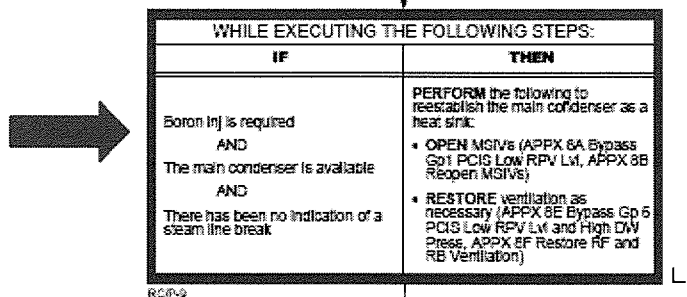 WHILE EXECUTING THE FOLLOWING STEPS:
IF
THEN
Boron Inj is required
AND
The main condenser is available
AND
There has been no indication of a
steam line break
PERFORM the following to
reestablish the main condenser as a
heat sink:
• OPEN MSIVs (APPX 8A Bypass
Gp1 PCIS Low RPV Lvl, APPX 8B
Reopen MSIVs)
• RESTORE ventilation as
necessary (APPX 8E Bypass Gp 6
PCIS Low RPV Lvl and High DW
Press, APPX 8F Restore RF and
RB Ventilation)
RC/P-9